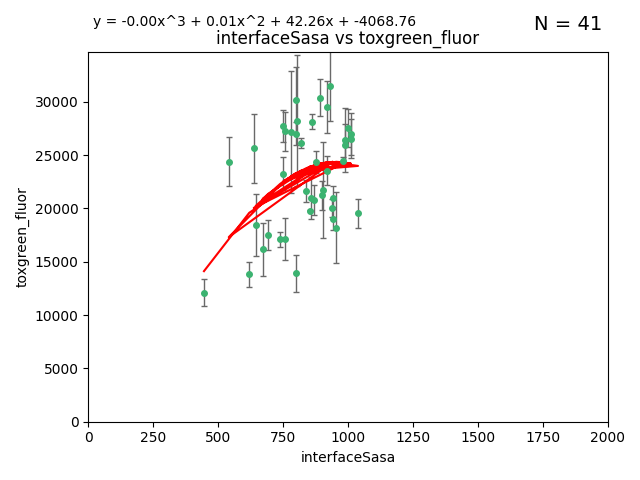 y = -0.00x^3 + 0.01x^2 + 42.26x + -4068.76
N = 41
interfaceSasa vs toxgreen_fluor
30000
25000
20000
15000
10000
5000
0
toxgreen_fluor
0 250 500 750 1000 1250 1500 1750 2000
interfaceSasa